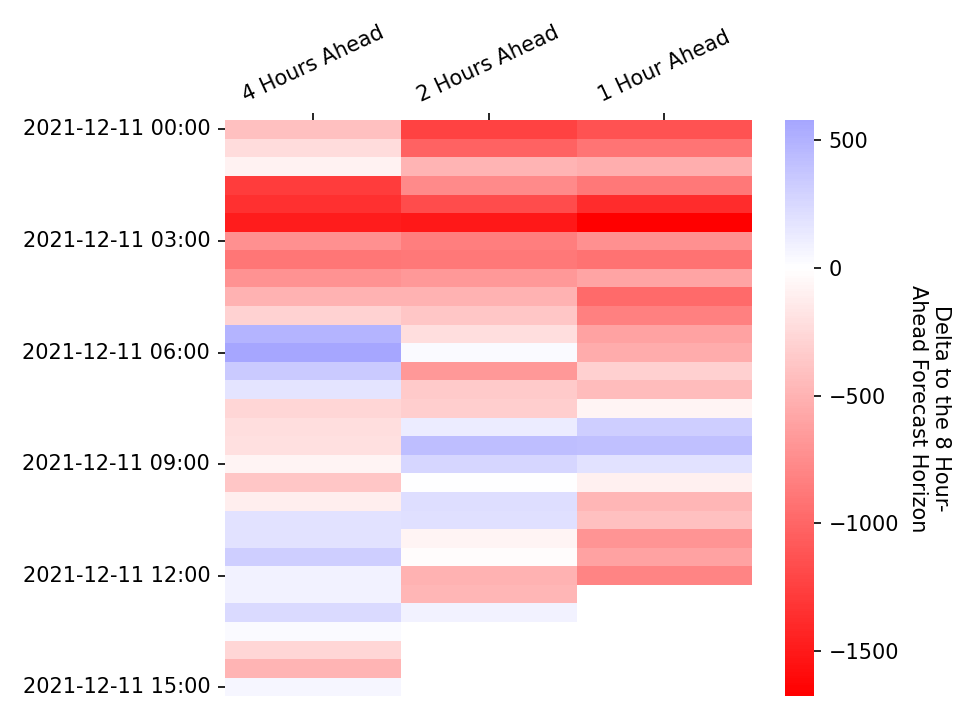 4 Hours Ahead
2 Hours Ahead
1 Hour Ahead
2021-12-11 00:00
2021-12-11 03:00
2021-12-11 06:00
2021-12-11 09:00
2021-12-11 12:00
2021-12-11 15:00
500
0
−500
−1000
−1500
Delta to the 8 Hour-
Ahead Forecast Horizon